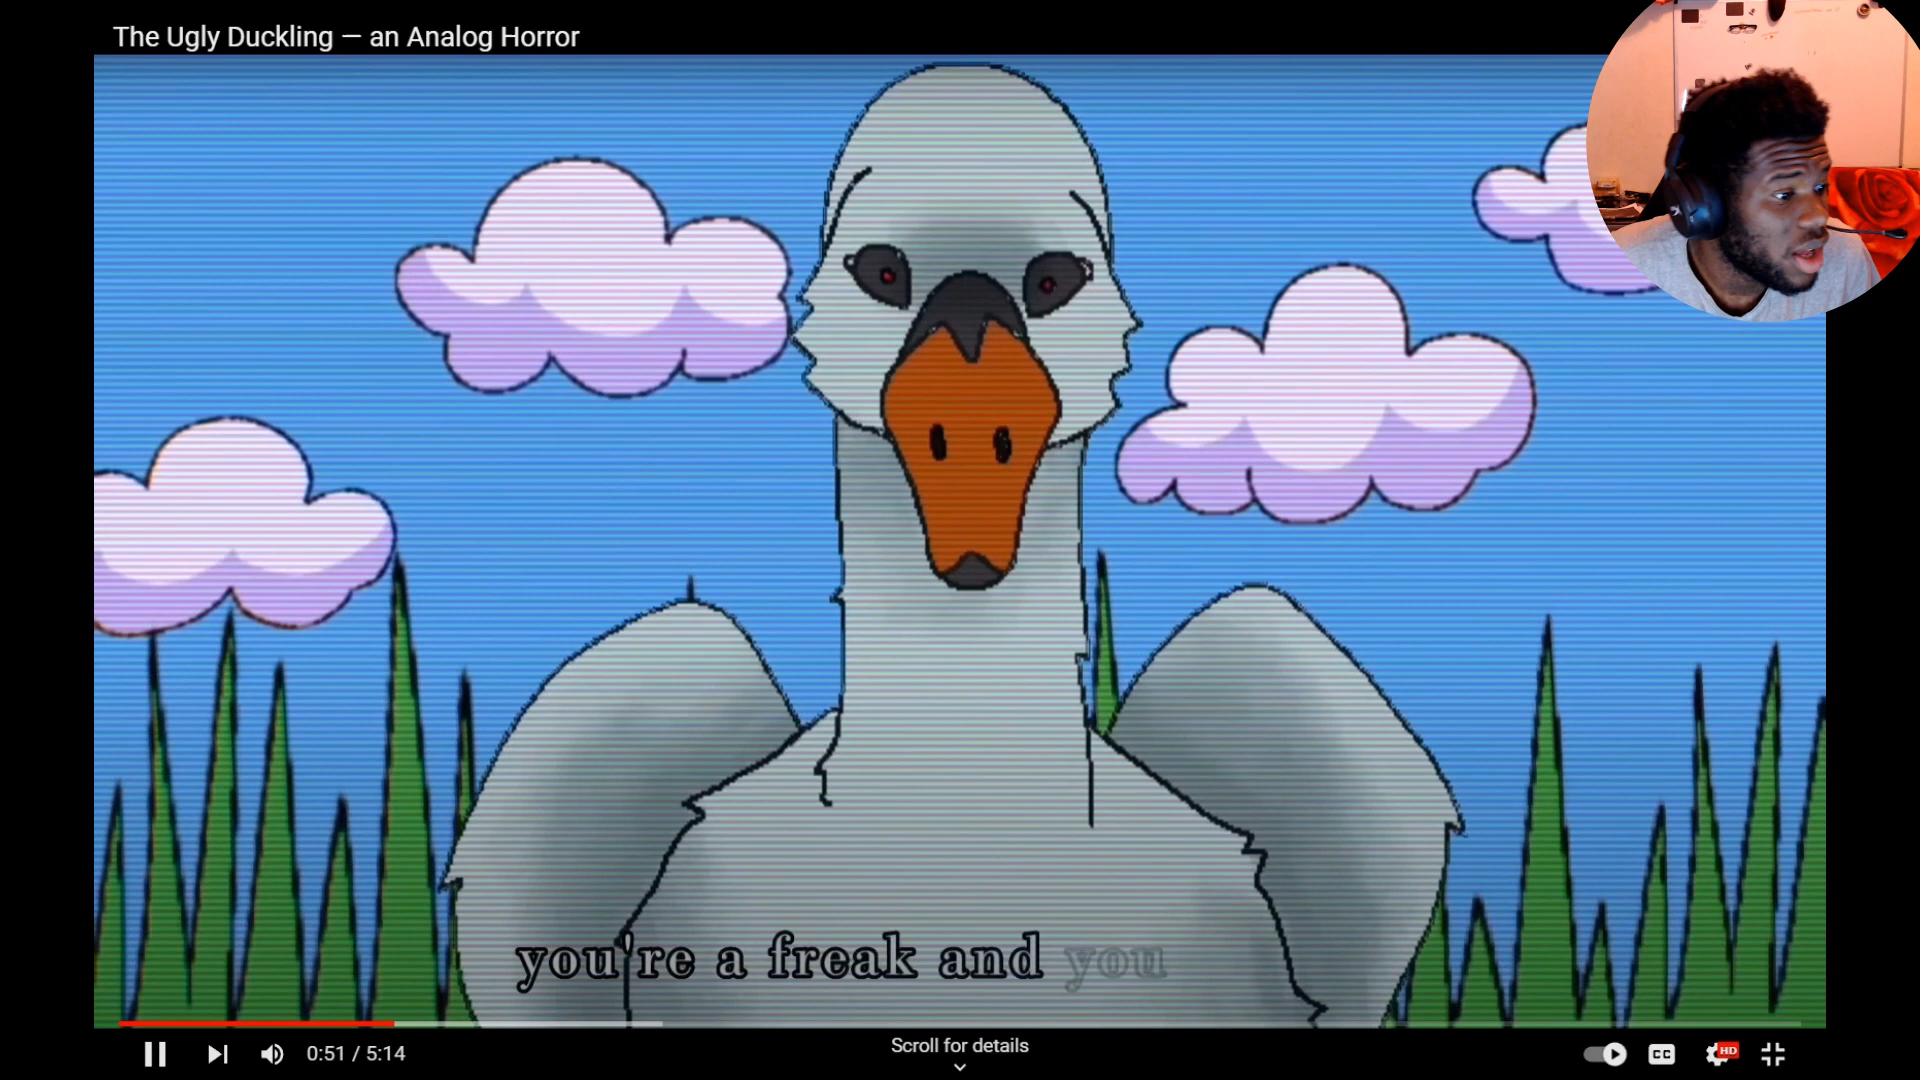 The Ugly Duckling — an Analog Horror
you're a freak and you
0:51 / 5:14
Scroll for details
CC
HD